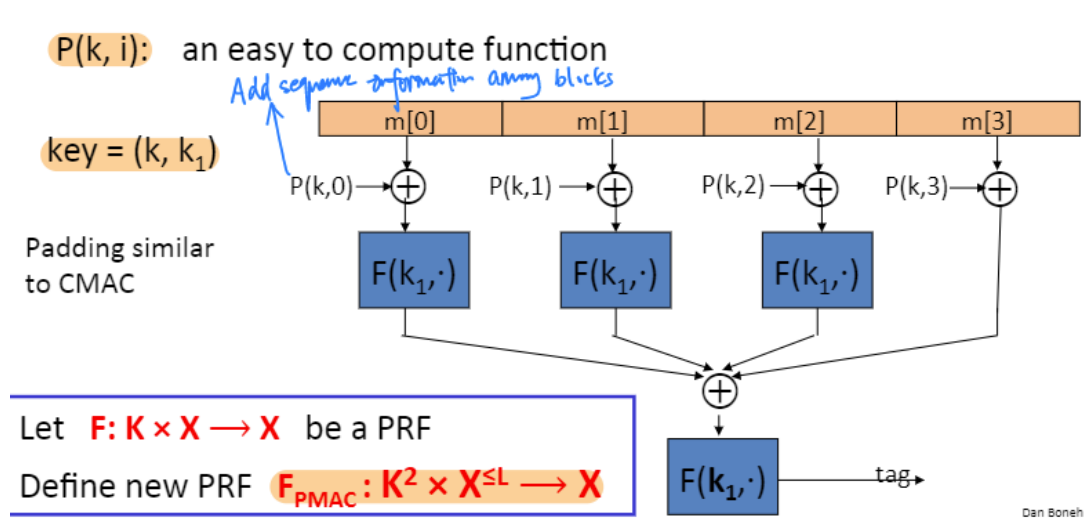 P(k, i): an easy to compute function
Add sequence information among blocks
m[0] m[1] m[2] m[3]
key = (k, k₁)
P(k,0) P(k,1) P(k,2) P(k,3)
Padding similar
to CMAC
F(k₁,·) F(k₁,·) F(k₁,·)
Let F: K × X ⟶ X be a PRF
Define new PRF F_PMAC : K² × X^≤L ⟶ X
F(k₁,·)
tag
Dan Boneh